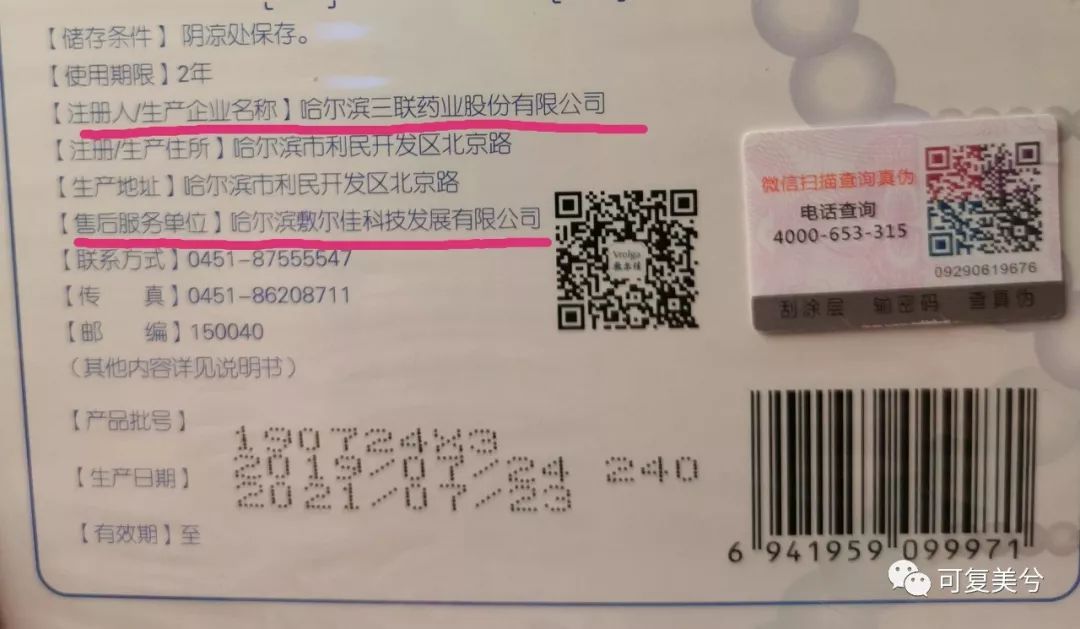 【储存条件】阴凉处保存。
【使用期限】2年
【注册人/生产企业名称】哈尔滨三联药业股份有限公司
【注册/生产住所】哈尔滨市利民开发区北京路
【生产地址】哈尔滨市利民开发区北京路
【售后服务单位】哈尔滨敷尔佳科技发展有限公司
【联系方式】0451-87555547
【传 真】0451-86208711
【邮 编】150040
（其他内容详见说明书）
【产品批号】
【生产日期】
【有效期】至
190724X3
2019/07/24 240
2021/07/23
Vrolga
敷尔佳
微信扫描查询真伪
电话查询
4000-653-315
09290619676
刮涂层 输密码 查真伪
6 941959 099971
可复美兮